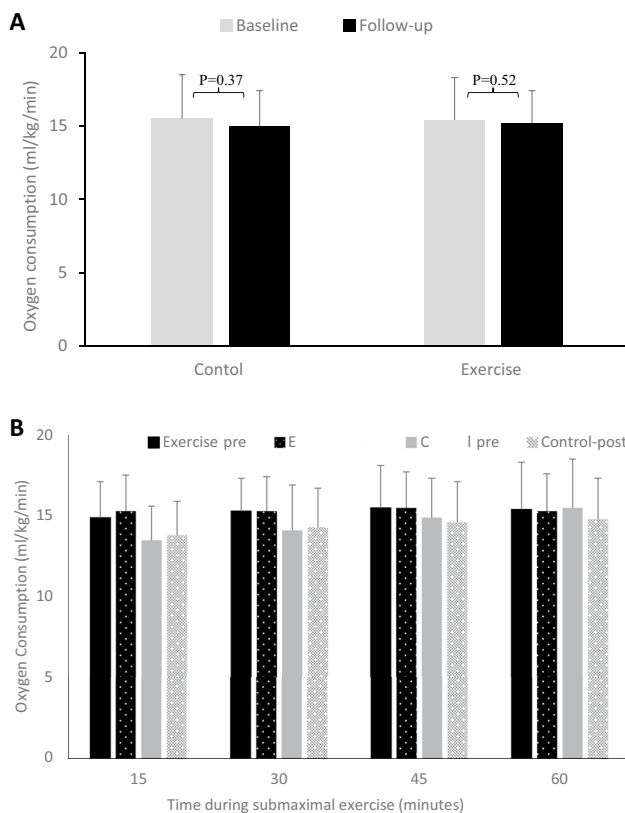 A
Baseline Follow-up
Oxygen consumption (ml/kg/min)
20
15
10
5
0
P=0.37
P=0.52
Contol Exercise
B
Exercise pre E C l pre Control-post
Oxygen Consumption (ml/kg/min)
20
15
10
5
0
15 30 45 60
Time during submaximal exercise (minutes)